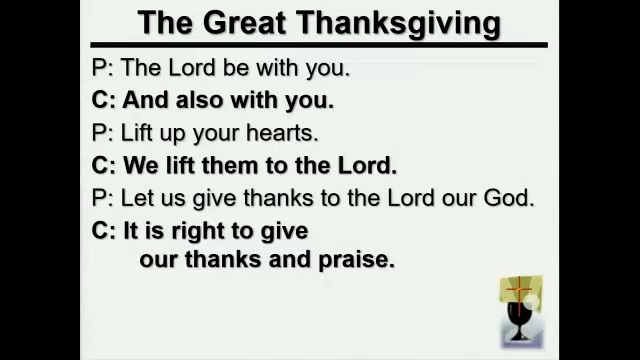 The Great Thanksgiving
P: The Lord be with you.
C: And also with you.
P: Lift up your hearts.
C: We lift them to the Lord.
P: Let us give thanks to the Lord our God.
C: It is right to give
our thanks and praise.